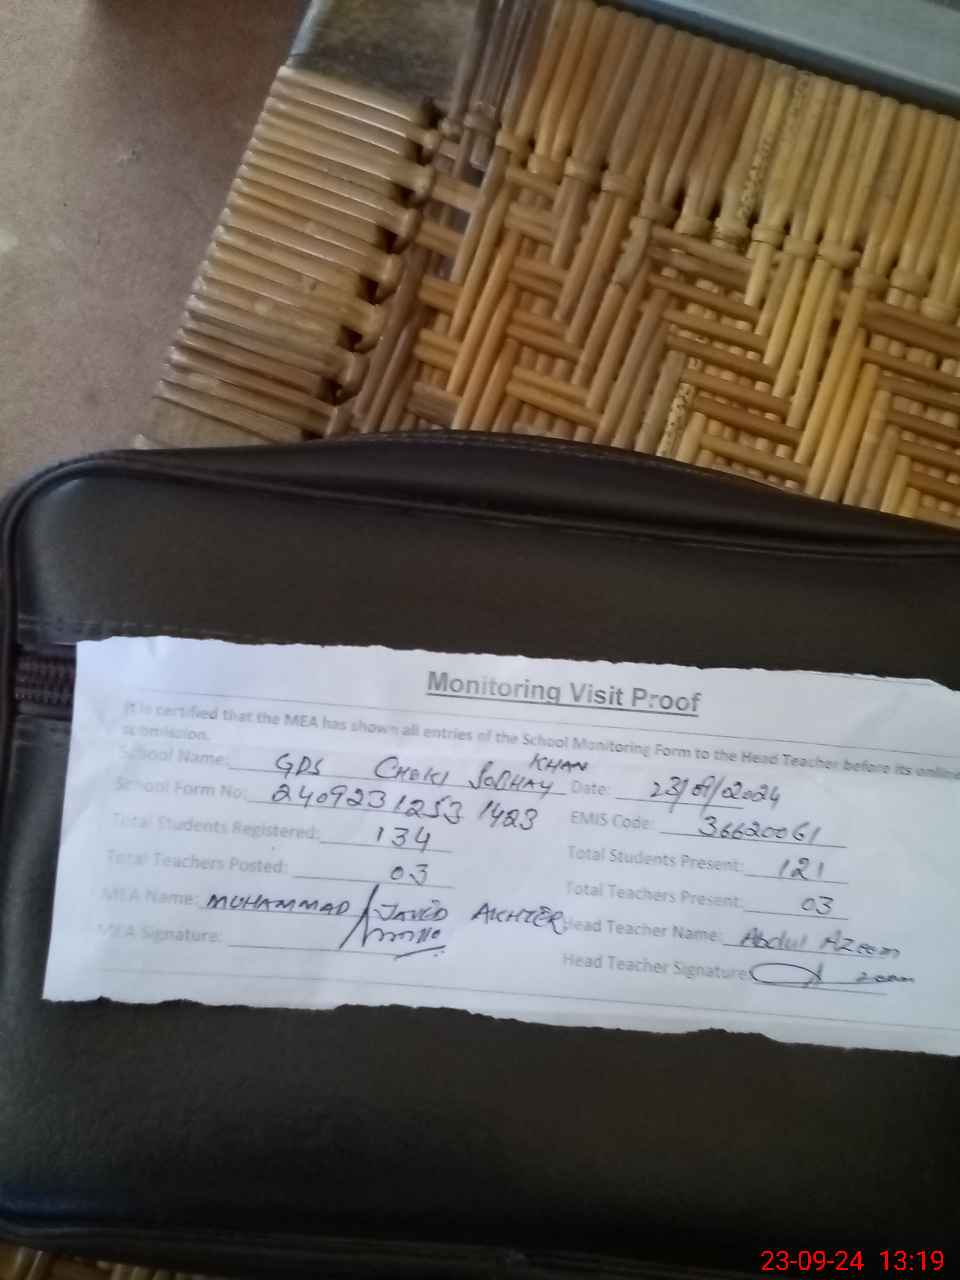 Monitoring Visit Proof
It is certified that the MEA has shown all entries of the School Monitoring Form to the Head Teacher before its online
submission.
School Name: GPS CHOKI SOBHAY KHAN Date: 23/09/2024
School Form No: 24092312531423 EMIS Code: 36620061
Total Students Registered: 134 Total Students Present: 121
Total Teachers Posted: 03 Total Teachers Present: 03
MEA Name: MUHAMMAD JAVED AKHTER Head Teacher Name: Abdul Azeem
MEA Signature: Head Teacher Signature
23-09-24 13:19